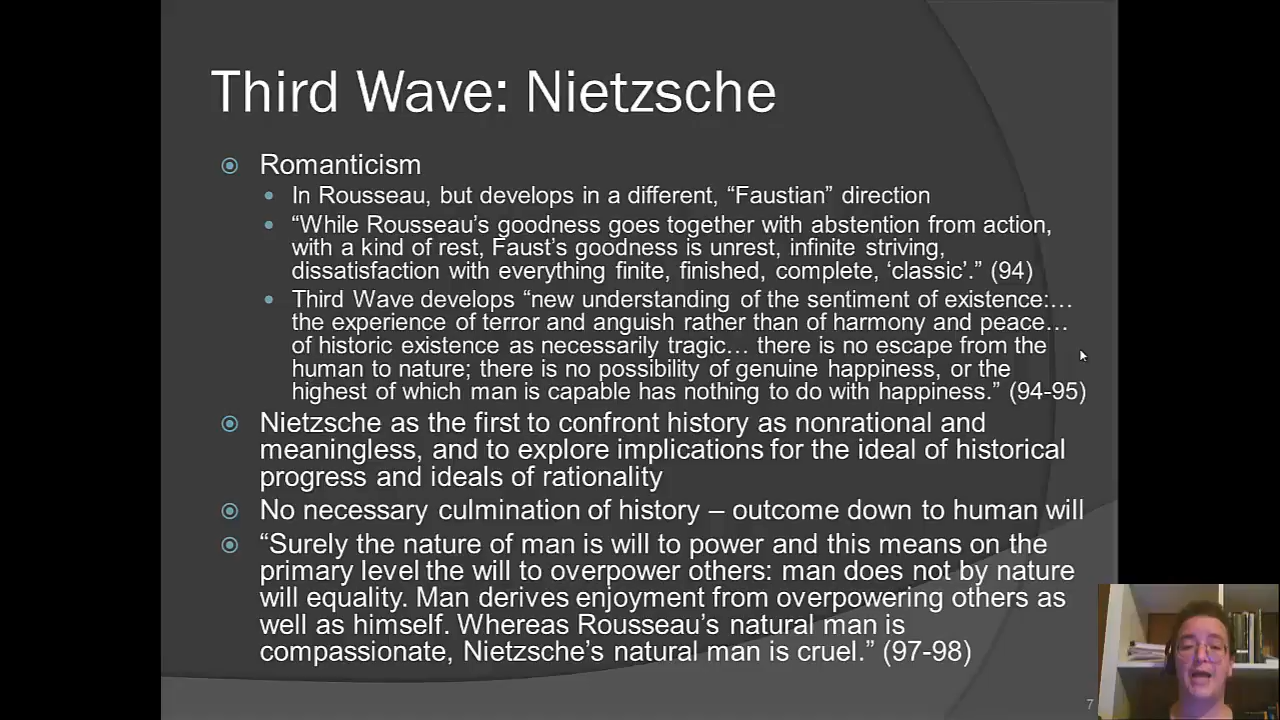 Third Wave: Nietzsche
Romanticism
In Rousseau, but develops in a different, “Faustian” direction
“While Rousseau’s goodness goes together with abstention from action,
with a kind of rest, Faust’s goodness is unrest, infinite striving,
dissatisfaction with everything finite, finished, complete, ‘classic’.” (94)
Third Wave develops “new understanding of the sentiment of existence:…
the experience of terror and anguish rather than of harmony and peace…
of historic existence as necessarily tragic… there is no escape from the
human to nature; there is no possibility of genuine happiness, or the
highest of which man is capable has nothing to do with happiness.” (94-95)
Nietzsche as the first to confront history as nonrational and
meaningless, and to explore implications for the ideal of historical
progress and ideals of rationality
No necessary culmination of history – outcome down to human will
“Surely the nature of man is will to power and this means on the
primary level the will to overpower others: man does not by nature
will equality. Man derives enjoyment from overpowering others as
well as himself. Whereas Rousseau’s natural man is
compassionate, Nietzsche’s natural man is cruel.” (97-98)
7